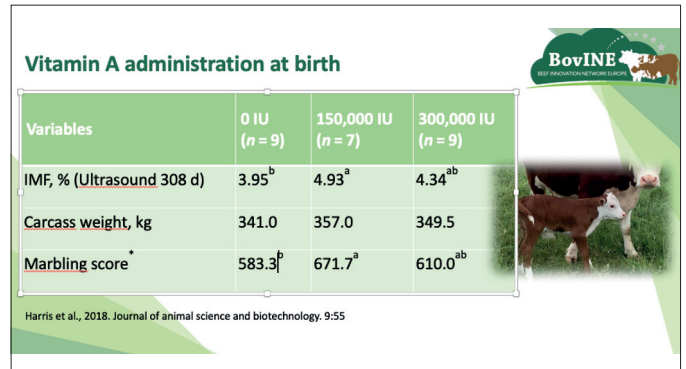 Vitamin A administration at birth
BovINE
BEEF INNOVATION NETWORK EUROPE
Variables 0 IU (n = 9) 150,000 IU (n = 7) 300,000 IU (n = 9)
IMF, % (Ultrasound 308 d) 3.95b 4.93a 4.34ab
Carcass weight, kg 341.0 357.0 349.5
Marbling score* 583.3b 671.7a 610.0ab
Harris et al., 2018. Journal of animal science and biotechnology. 9:55